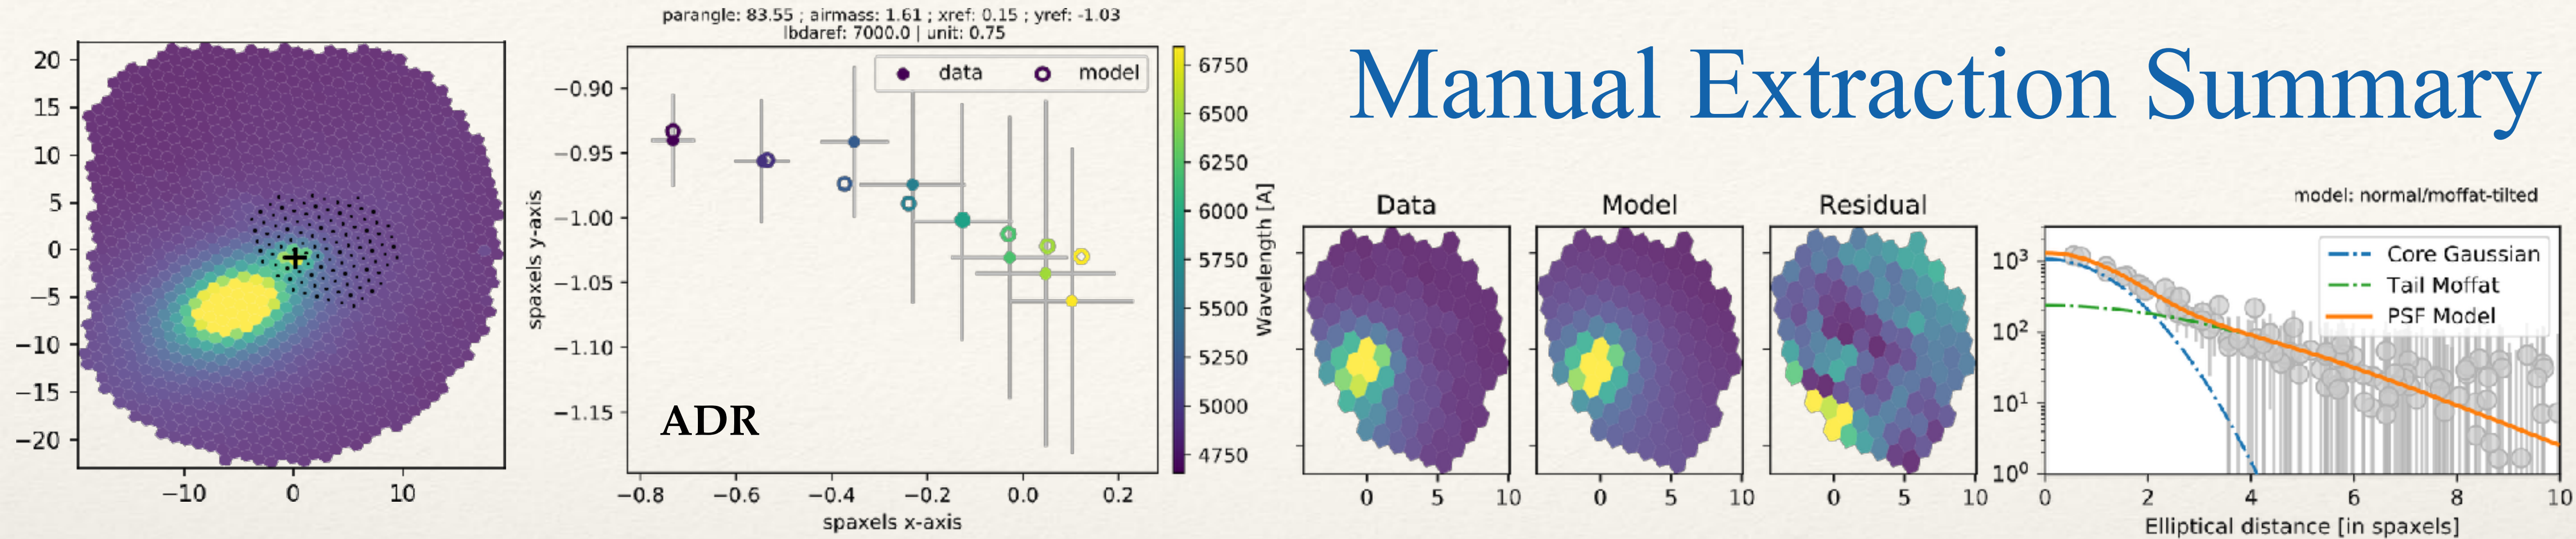 parangle: 83.55 ; airmass: 1.61 ; xref: 0.15 ; yref: -1.03
lbdaref: 7000.0 | unit: 0.75
Manual Extraction Summary
20
15
10
5
0
−5
−10
−15
−20
−10 0 10
spaxels y-axis
−0.90
−0.95
−1.00
−1.05
−1.10
−1.15
data model
ADR
−0.8 −0.6 −0.4 −0.2 0.0 0.2
spaxels x-axis
6750
6500
6250
6000
5750
5500
5250
5000
4750
Wavelength [A]
Data
0 5 10
Model
0 5 10
Residual
0 5 10
model: normal/moffat-tilted
10³
10²
10¹
10⁰
Core Gaussian
Tail Moffat
PSF Model
0 2 4 6 8 10
Elliptical distance [in spaxels]